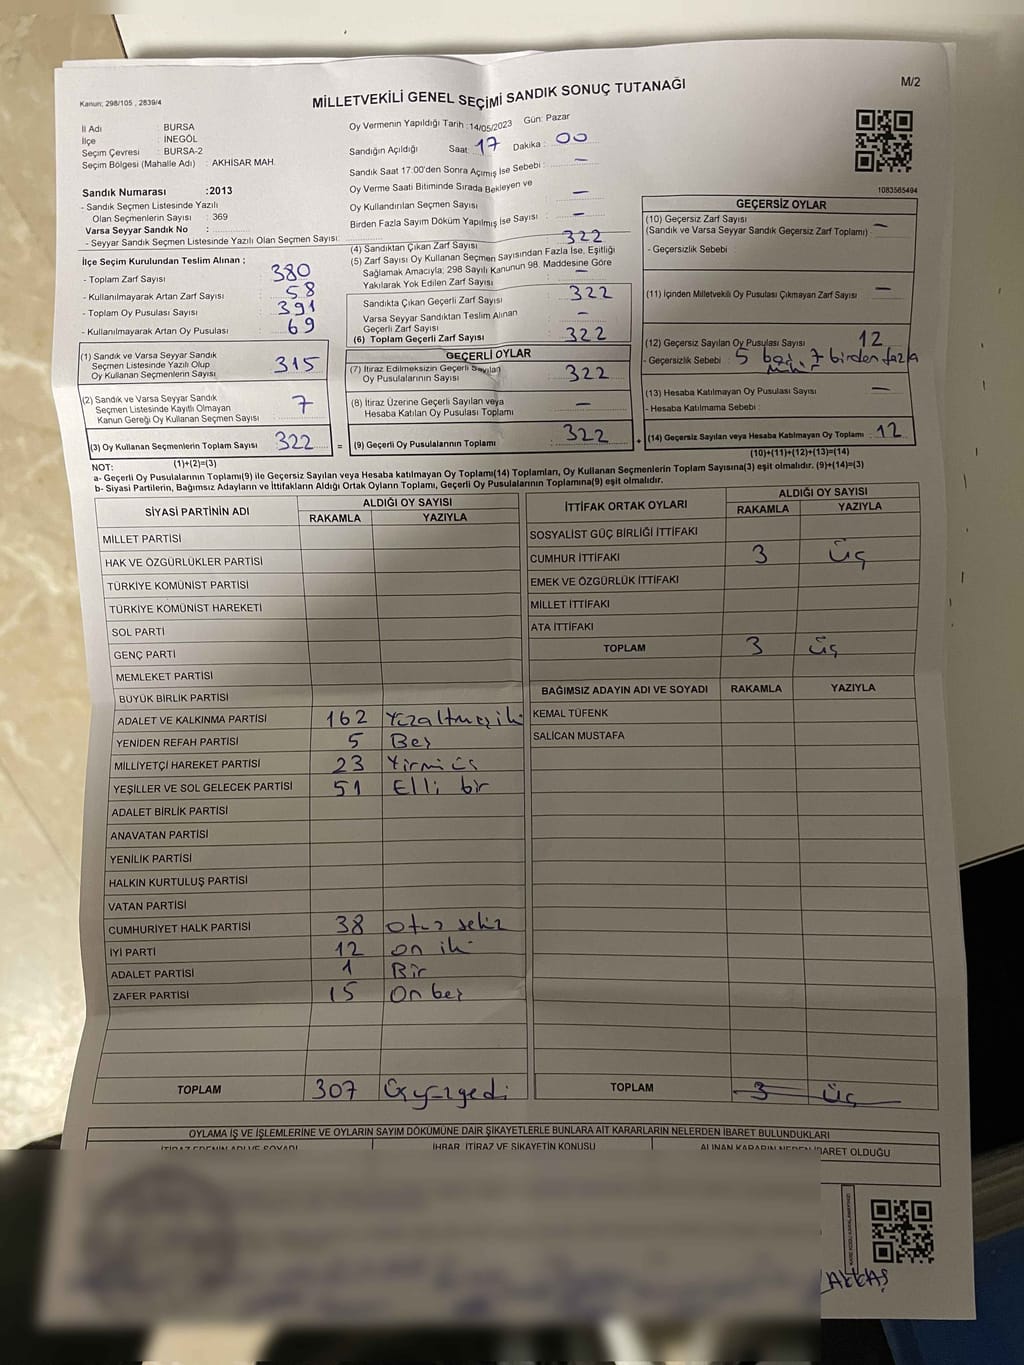 Kanun; 298/105 , 2839/4
MİLLETVEKİLİ GENEL SEÇİMİ SANDIK SONUÇ TUTANAĞI
M/2
İl Adı : BURSA
İlçe : İNEGÖL
Seçim Çevresi : BURSA-2
Seçim Bölgesi (Mahalle Adı) : AKHİSAR MAH.
Sandık Numarası :2013
- Sandık Seçmen Listesinde Yazılı
Olan Seçmenlerin Sayısı : 369
Varsa Seyyar Sandık No :
- Seyyar Sandık Seçmen Listesinde Yazılı Olan Seçmen Sayısı:
İlçe Seçim Kurulundan Teslim Alınan ;
- Toplam Zarf Sayısı : 380
- Kullanılmayarak Artan Zarf Sayısı : 58
- Toplam Oy Pusulası Sayısı : 391
- Kullanılmayarak Artan Oy Pusulası : 69
(1) Sandık ve Varsa Seyyar Sandık
Seçmen Listesinde Yazılı Olup
Oy Kullanan Seçmenlerin Sayısı : 315
(2) Sandık ve Varsa Seyyar Sandık
Seçmen Listesinde Kayıtlı Olmayan
Kanun Gereği Oy Kullanan Seçmen Sayısı : 7
(3) Oy Kullanan Seçmenlerin Toplam Sayısı : 322
(1)+(2)=(3)
Oy Vermenin Yapıldığı Tarih :14/05/2023 Gün: Pazar
Sandığın Açıldığı Saat : 17 Dakika : 00
Sandık Saat 17:00'den Sonra Açımış İse Sebebi : –
Oy Verme Saati Bitiminde Sırada Bekleyen ve
Oy Kullandırılan Seçmen Sayısı : –
Birden Fazla Sayım Döküm Yapılmış İse Sayısı : –
(4) Sandıktan Çıkan Zarf Sayısı : 322
(5) Zarf Sayısı Oy Kullanan Seçmen Sayısından Fazla İse, Eşitliği
Sağlamak Amacıyla; 298 Sayılı Kanunun 98. Maddesine Göre
Yakılarak Yok Edilen Zarf Sayısı : –
Sandıkta Çıkan Geçerli Zarf Sayısı : 322
Varsa Seyyar Sandıktan Teslim Alınan
Geçerli Zarf Sayısı : –
(6) Toplam Geçerli Zarf Sayısı : 322
GEÇERLİ OYLAR
(7) İtiraz Edilmeksizin Geçerli Sayılan
Oy Pusulalarının Sayısı : 322
(8) İtiraz Üzerine Geçerli Sayılan veya
Hesaba Katılan Oy Pusulası Toplamı : –
= (9) Geçerli Oy Pusulalarının Toplamı : 322
1083565494
GEÇERSİZ OYLAR
(10) Geçersiz Zarf Sayısı
(Sandık ve Varsa Seyyar Sandık Geçersiz Zarf Toplamı) : –
- Geçersizlik Sebebi :
(11) İçinden Milletvekili Oy Pusulası Çıkmayan Zarf Sayısı : –
(12) Geçersiz Sayılan Oy Pusulası Sayısı : 12
- Geçersizlik Sebebi : 5 7 birden fazla
(13) Hesaba Katılmayan Oy Pusulası Sayısı : –
- Hesaba Katılmama Sebebi :
+ (14) Geçersiz Sayılan veya Hesaba Katılmayan Oy Toplamı : 12
(10)+(11)+(12)+(13)=(14)
NOT:
a- Geçerli Oy Pusulalarının Toplamı(9) ile Geçersiz Sayılan veya Hesaba katılmayan Oy Toplamı(14) Toplamları, Oy Kullanan Seçmenlerin Toplam Sayısına(3) eşit olmalıdır. (9)+(14)=(3)
b- Siyasi Partilerin, Bağımsız Adayların ve İttifakların Aldığı Ortak Oyların Toplamı, Geçerli Oy Pusulalarının Toplamına(9) eşit olmalıdır.
SİYASİ PARTİNİN ADI ALDIĞI OY SAYISI
RAKAMLA YAZIYLA
MİLLET PARTİSİ
HAK VE ÖZGÜRLÜKLER PARTİSİ
TÜRKİYE KOMÜNİST PARTİSİ
TÜRKİYE KOMÜNİST HAREKETİ
SOL PARTİ
GENÇ PARTİ
MEMLEKET PARTİSİ
BÜYÜK BİRLİK PARTİSİ
ADALET VE KALKINMA PARTİSİ 162 Yüzaltmışiki
YENİDEN REFAH PARTİSİ 5 Beş
MİLLİYETÇİ HAREKET PARTİSİ 23 Yirmi üç
YEŞİLLER VE SOL GELECEK PARTİSİ 51 Elli bir
ADALET BİRLİK PARTİSİ
ANAVATAN PARTİSİ
YENİLİK PARTİSİ
HALKIN KURTULUŞ PARTİSİ
VATAN PARTİSİ
CUMHURİYET HALK PARTİSİ 38 otuz sekiz
İYİ PARTİ 12 on iki
ADALET PARTİSİ 1 Bir
ZAFER PARTİSİ 15 On beş
TOPLAM 307 Üçyüzyedi
İTTİFAK ORTAK OYLARI ALDIĞI OY SAYISI
RAKAMLA YAZIYLA
SOSYALİST GÜÇ BİRLİĞİ İTTİFAKI
CUMHUR İTTİFAKI 3 üç
EMEK VE ÖZGÜRLÜK İTTİFAKI
MİLLET İTTİFAKI
ATA İTTİFAKI
TOPLAM 3 üç
BAĞIMSIZ ADAYIN ADI VE SOYADI RAKAMLA YAZIYLA
KEMAL TÜFENK
SALİCAN MUSTAFA
TOPLAM 3 üç
OYLAMA İŞ VE İŞLEMLERİNE VE OYLARIN SAYIM DÖKÜMÜNE DAİR ŞİKAYETLERLE BUNLARA AİT KARARLARIN NELERDEN İBARET BULUNDUKLARI
İTİRAZ EDENİN ADI VE SOYADI İHBAR, İTİRAZ VE ŞİKAYETİN KONUSU ALINAN KARARIN NEDEN İBARET OLDUĞU
AKKAŞ